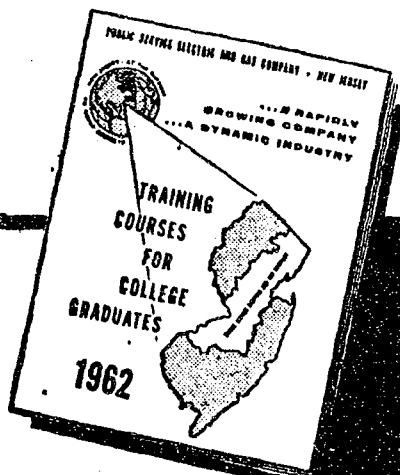 PUBLIC SERVICE ELECTRIC AND GAS COMPANY • NEW JERSEY
...A RAPIDLY
GROWING COMPANY
...A DYNAMIC INDUSTRY
TRAINING
COURSES
FOR
COLLEGE
GRADUATES
1962